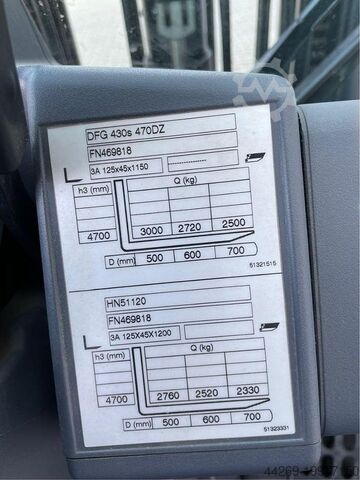 DFG 430s 470DZ
FN469818
3A 125x45x1150 ------------
h3 (mm) Q (kg)
4700 3000 2720 2500
D (mm) 500 600 700
51321515
HN51120
FN469818
3A 125X45X1200
h3 (mm) Q (kg)
4700 2760 2520 2330
D (mm) 500 600 700
51323331